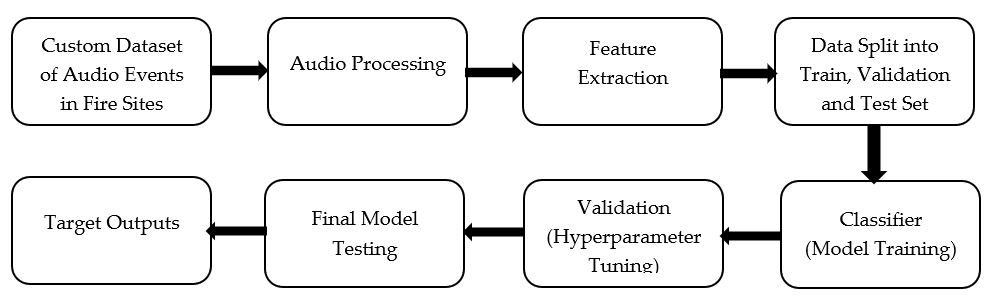 Custom Dataset
of Audio Events
in Fire Sites
Audio Processing
Feature
Extraction
Data Split into
Train, Validation
and Test Set
Classifier
(Model Training)
Validation
(Hyperparameter
Tuning)
Final Model
Testing
Target Outputs